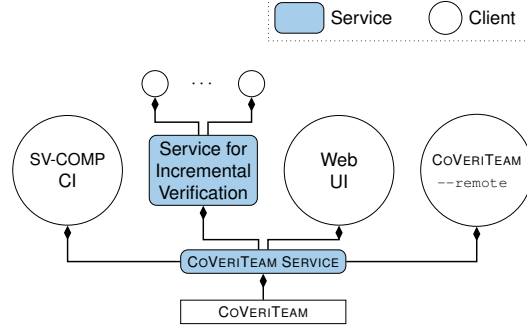 Service
Client
...
SV-COMP
CI
Service for
Incremental
Verification
Web
UI
COVERITEAM
--remote
COVERITEAM SERVICE
COVERITEAM